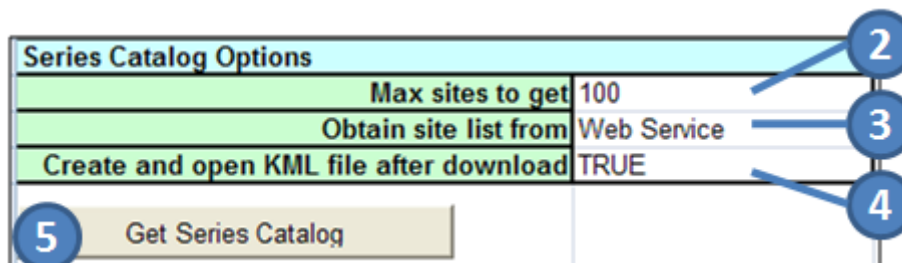 Series Catalog Options
2
Max sites to get 100
Obtain site list from Web Service
3
Create and open KML file after download TRUE
4
5 Get Series Catalog